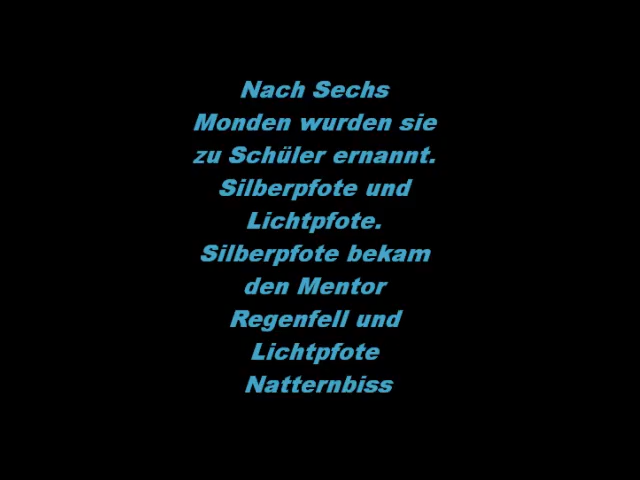 Nach Sechs
Monden wurden sie
zu Schüler ernannt.
Silberpfote und
Lichtpfote.
Silberpfote bekam
den Mentor
Regenfell und
Lichtpfote
Natternbiss